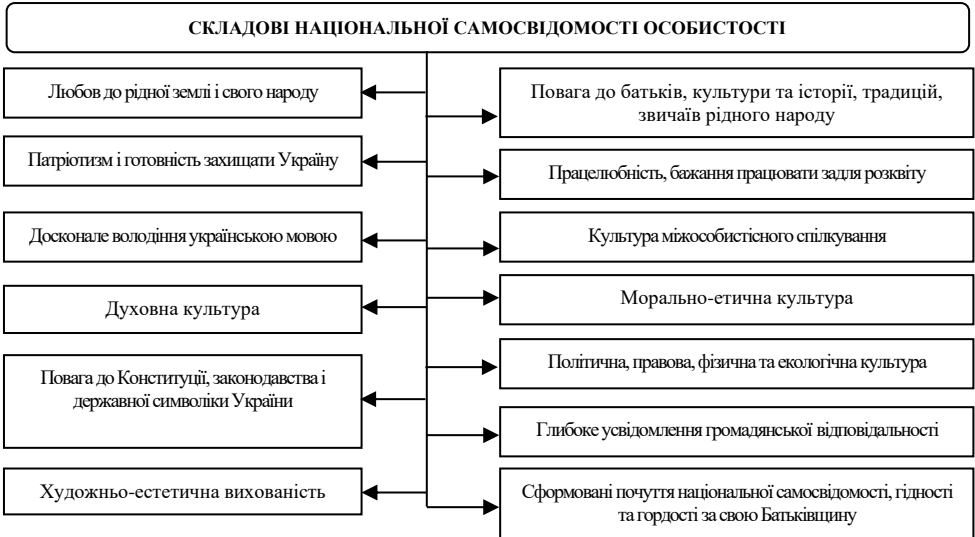 СКЛАДОВІ НАЦІОНАЛЬНОЇ САМОСВІДОМОСТІ ОСОБИСТОСТІ
Любов до рідної землі і свого народу
Повага до батьків, культури та історії, традицій,
звичаїв рідного народу
Патріотизм і готовність захищати Україну
Працелюбність, бажання працювати задля розквіту
Досконале володіння українською мовою
Культура міжособистісного спілкування
Духовна культура
Морально-етична культура
Повага до Конституції, законодавства і
державної символіки України
Політична, правова, фізична та екологічна культура
Глибоке усвідомлення громадянської відповідальності
Художньо-естетична вихованість
Сформовані почуття національної самосвідомості, гідності
та гордості за свою Батьківщину